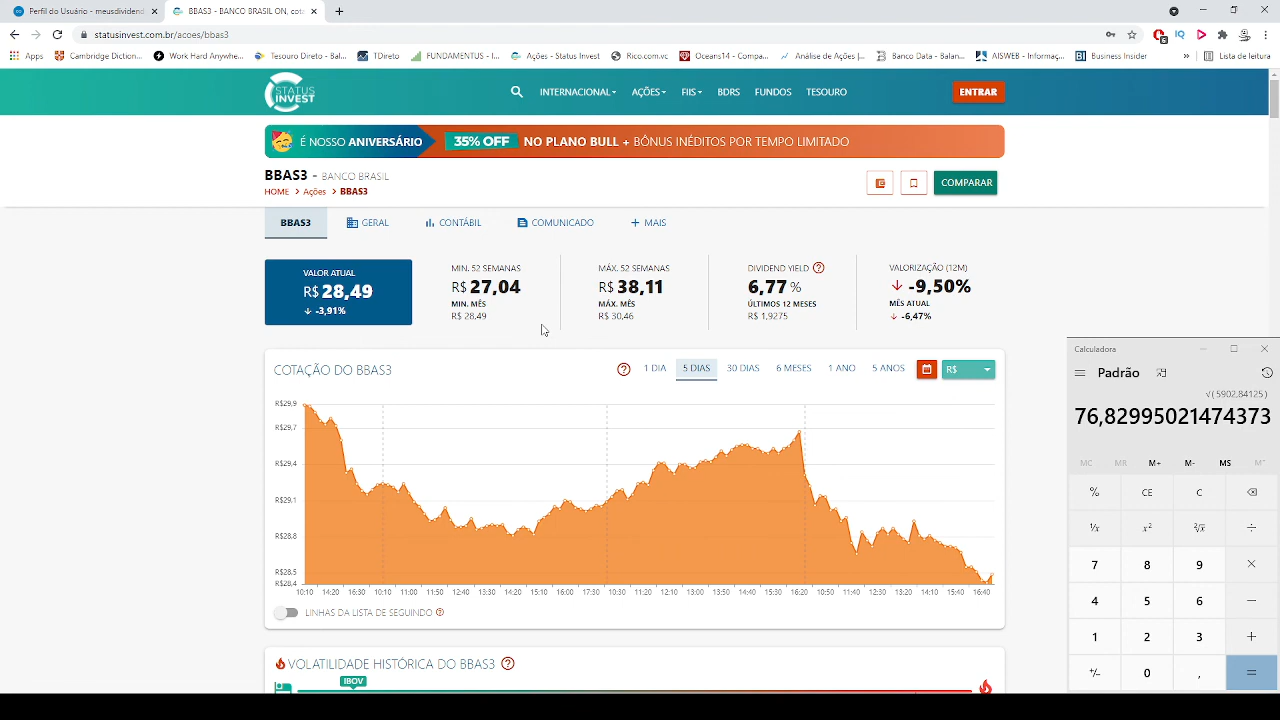 Perfil do Usuário - meusdividend
BBAS3 - BANCO BRASIL ON, cota
statusinvest.com.br/acoes/bbas3
6
IQ
Apps
Cambridge Diction...
Work Hard Anywhe...
Tesouro Direto - Bal...
TDireto
FUNDAMENTUS - I...
Ações - Status Invest
Rico.com.vc
Oceans14 - Compa...
Análise de Ações |...
Banco Data - Balan...
AISWEB - Informaç...
Business Insider
»
Lista de leitura
STATUS
INVEST
INTERNACIONAL
AÇÕES
FIIS
BDRS
FUNDOS
TESOURO
ENTRAR
É NOSSO ANIVERSÁRIO
35% OFF
NO PLANO BULL + BÔNUS INÉDITOS POR TEMPO LIMITADO
BBAS3 - BANCO BRASIL
HOME > Ações > BBAS3
COMPARAR
BBAS3
GERAL
CONTÁBIL
COMUNICADO
+ MAIS
VALOR ATUAL
R$ 28,49
↓ -3,91%
MIN. 52 SEMANAS
R$ 27,04
MIN. MÊS
R$ 28,49
MÁX. 52 SEMANAS
R$ 38,11
MÁX. MÊS
R$ 30,46
DIVIDEND YIELD ?
6,77 %
ÚLTIMOS 12 MESES
R$ 1,9275
VALORIZAÇÃO (12M)
↓ -9,50%
MÊS ATUAL
↓ -6,47%
COTAÇÃO DO BBAS3
?
1 DIA
5 DIAS
30 DIAS
6 MESES
1 ANO
5 ANOS
R$
R$29,9
R$29,7
R$29,4
R$29,1
R$28,8
R$28,5
R$28,4
10:10 14:20 16:30 10:10 11:00 12:40 14:20 15:10 16:30 10:30 11:00 12:10 13:00 14:40 15:30 16:20 10:50 11:40 12:30 13:20 14:10 15:00 16:40
LINHAS DA LISTA DE SEGUINDO ?
VOLATILIDADE HISTÓRICA DO BBAS3 ?
IBOV
Calculadora
Padrão
√( 5902.84125 )
76,82995021474373
MC MR M+ M- MS M˅
% CE C
¹/x x² ²√x ÷
7 8 9 ×
4 5 6 −
1 2 3 +
+/- 0 , =